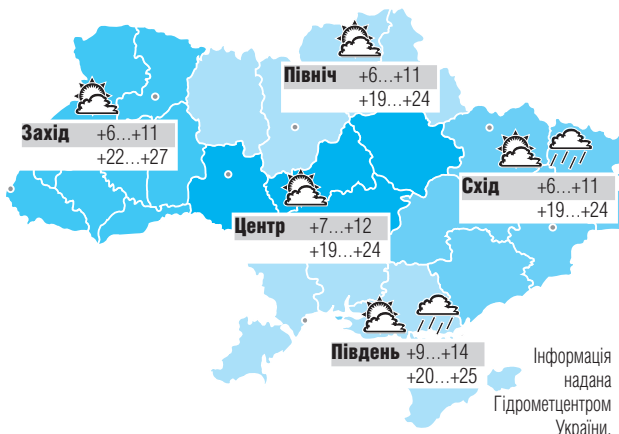 Північ +6...+11
+19...+24
Захід +6...+11
+22...+27
Схід +6...+11
+19...+24
Центр +7...+12
+19...+24
Південь +9...+14
+20...+25
Інформація
надана
Гідрометцентром
України.